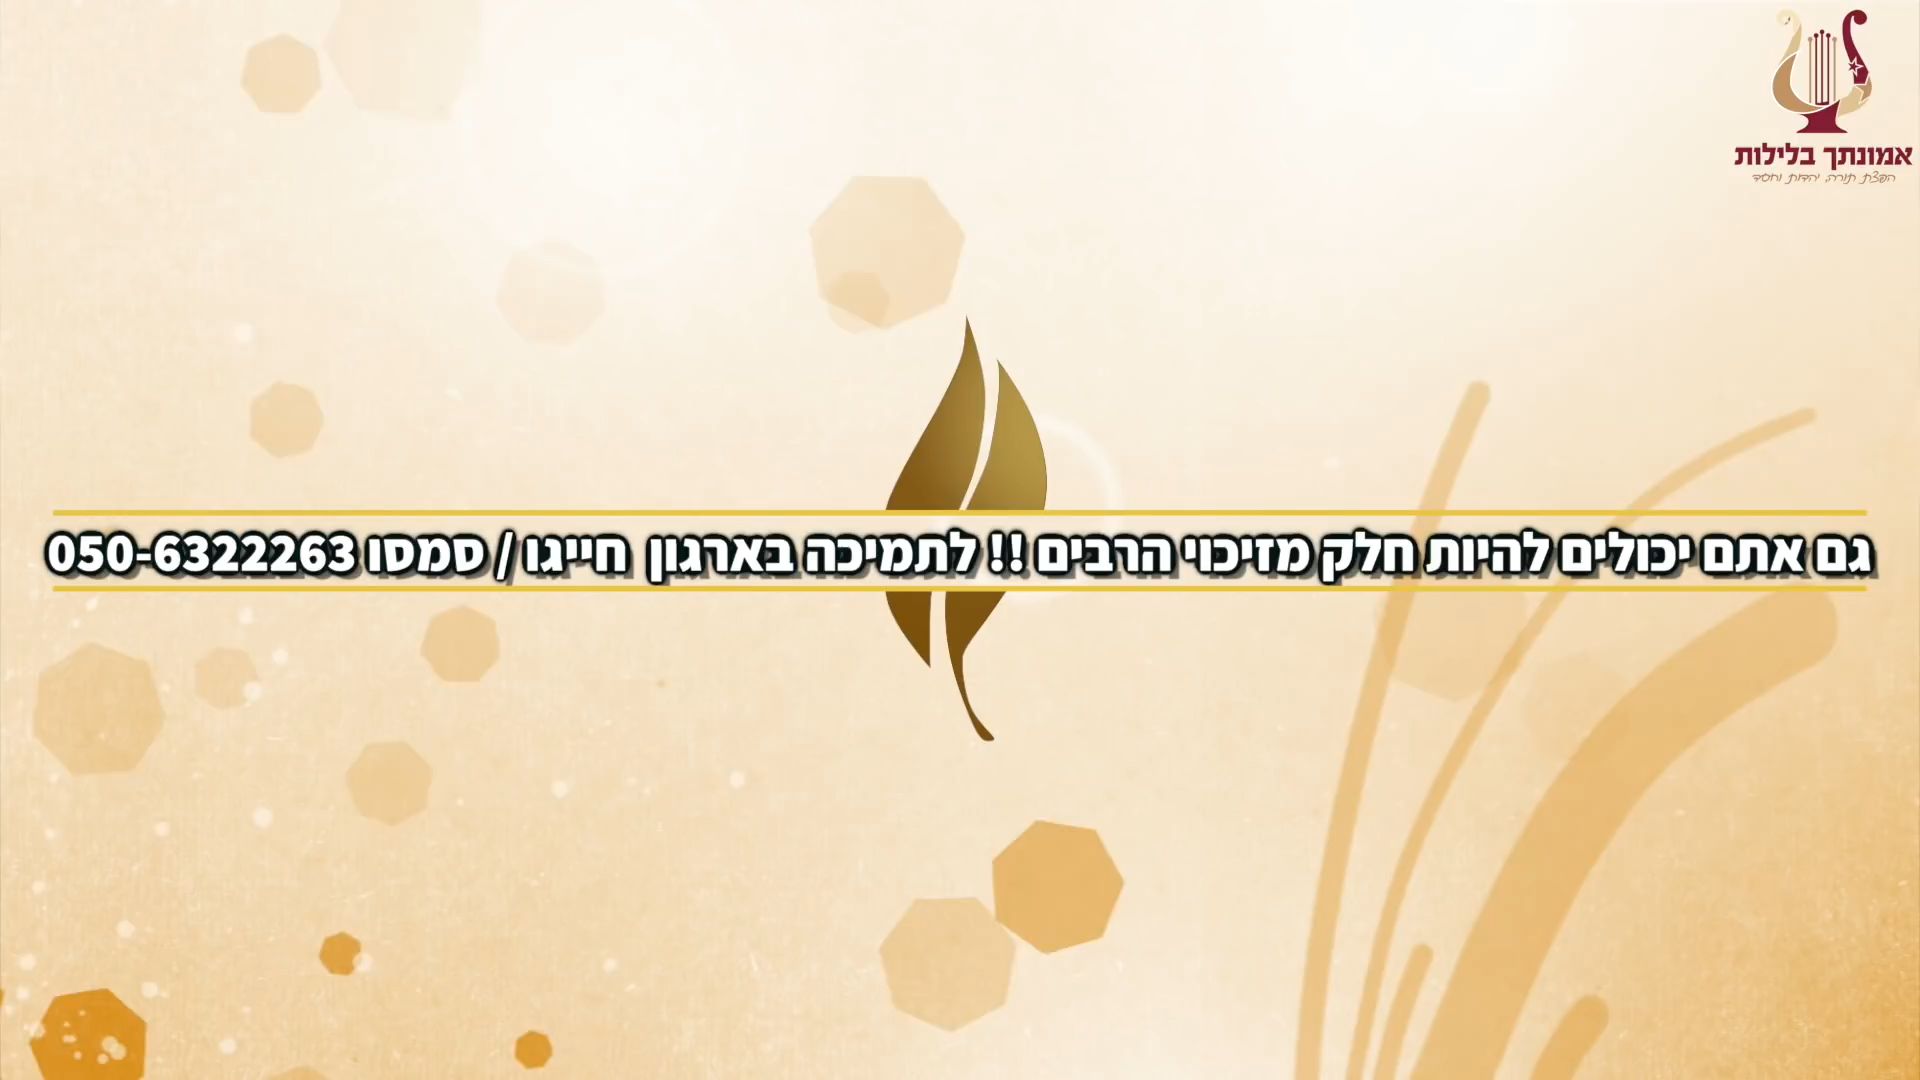 אמונתך בלילות
הפצת תורה, יהדות וחסד
גם אתם יכולים להיות חלק מזיכוי הרבים !! לתמיכה בארגון חייגו / סמסו 050-6322263